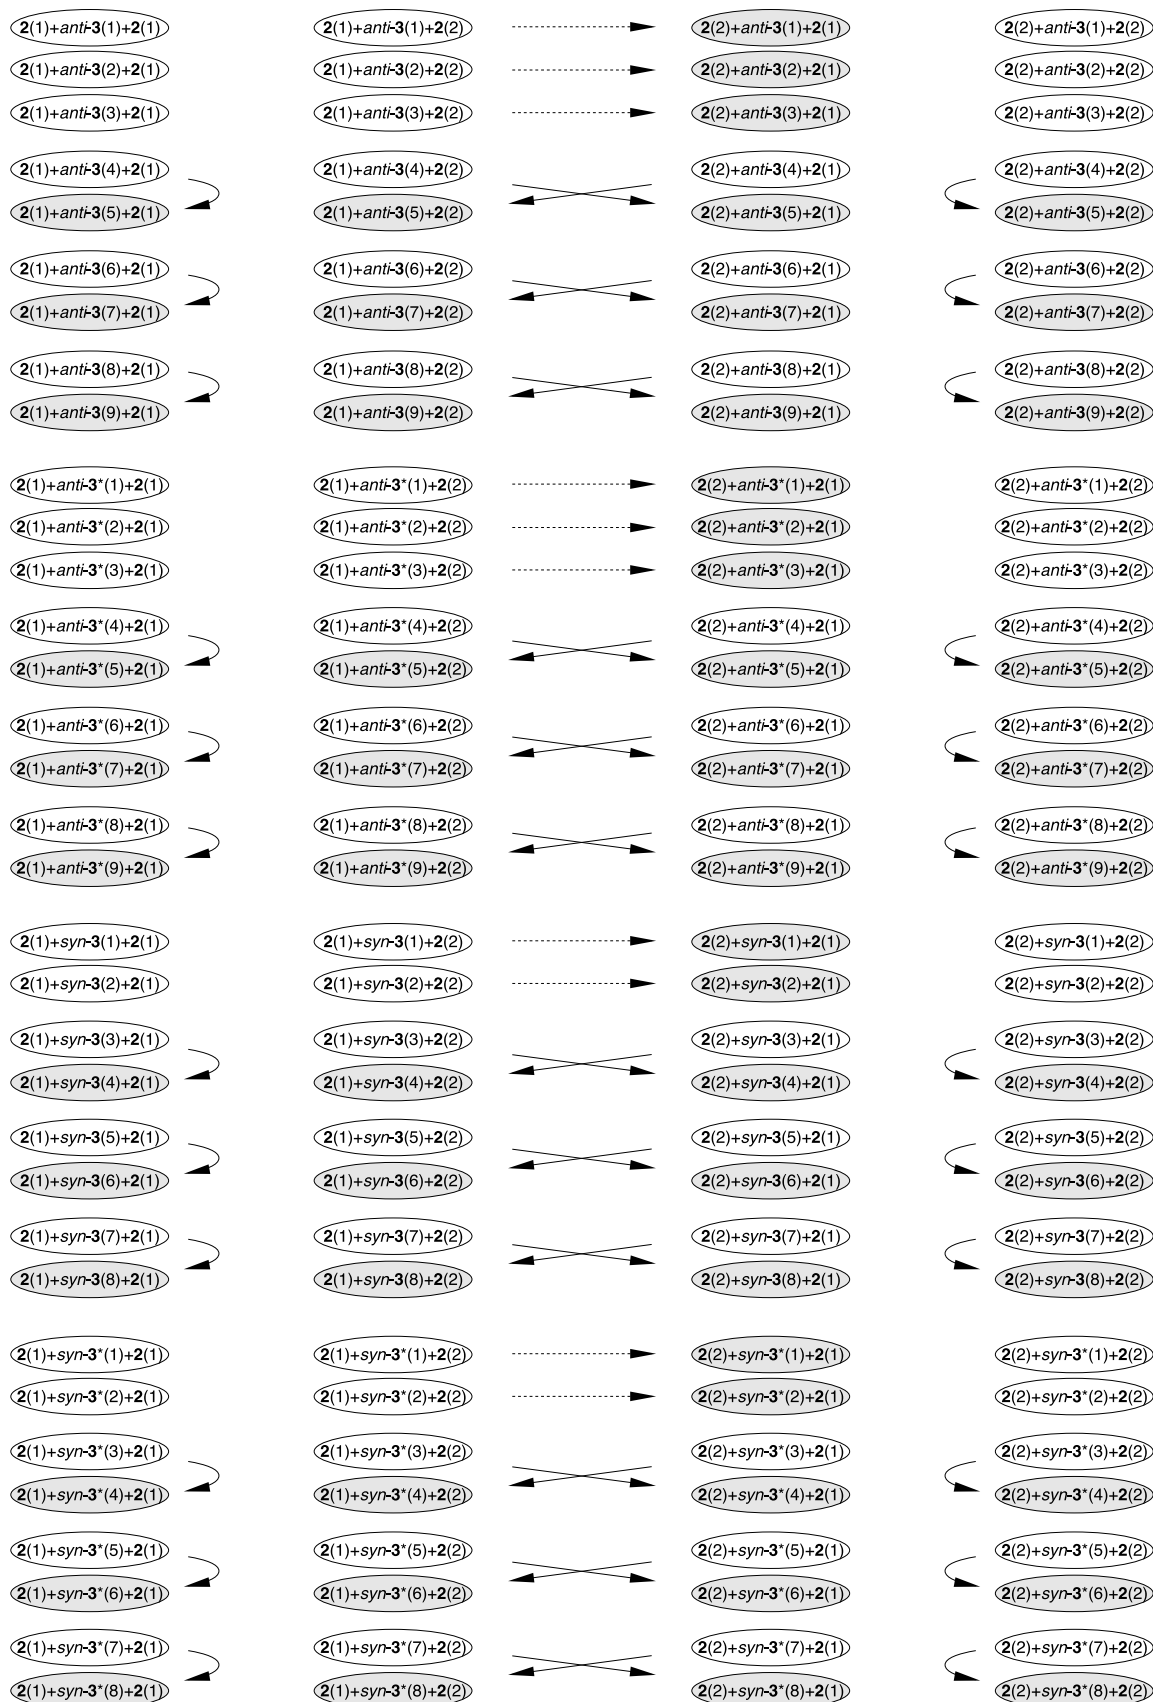 2(1)+anti-3(1)+2(1) 2(1)+anti-3(1)+2(2) 2(2)+anti-3(1)+2(1) 2(2)+anti-3(1)+2(2)
2(1)+anti-3(2)+2(1) 2(1)+anti-3(2)+2(2) 2(2)+anti-3(2)+2(1) 2(2)+anti-3(2)+2(2)
2(1)+anti-3(3)+2(1) 2(1)+anti-3(3)+2(2) 2(2)+anti-3(3)+2(1) 2(2)+anti-3(3)+2(2)
2(1)+anti-3(4)+2(1) 2(1)+anti-3(4)+2(2) 2(2)+anti-3(4)+2(1) 2(2)+anti-3(4)+2(2)
2(1)+anti-3(5)+2(1) 2(1)+anti-3(5)+2(2) 2(2)+anti-3(5)+2(1) 2(2)+anti-3(5)+2(2)
2(1)+anti-3(6)+2(1) 2(1)+anti-3(6)+2(2) 2(2)+anti-3(6)+2(1) 2(2)+anti-3(6)+2(2)
2(1)+anti-3(7)+2(1) 2(1)+anti-3(7)+2(2) 2(2)+anti-3(7)+2(1) 2(2)+anti-3(7)+2(2)
2(1)+anti-3(8)+2(1) 2(1)+anti-3(8)+2(2) 2(2)+anti-3(8)+2(1) 2(2)+anti-3(8)+2(2)
2(1)+anti-3(9)+2(1) 2(1)+anti-3(9)+2(2) 2(2)+anti-3(9)+2(1) 2(2)+anti-3(9)+2(2)
2(1)+anti-3*(1)+2(1) 2(1)+anti-3*(1)+2(2) 2(2)+anti-3*(1)+2(1) 2(2)+anti-3*(1)+2(2)
2(1)+anti-3*(2)+2(1) 2(1)+anti-3*(2)+2(2) 2(2)+anti-3*(2)+2(1) 2(2)+anti-3*(2)+2(2)
2(1)+anti-3*(3)+2(1) 2(1)+anti-3*(3)+2(2) 2(2)+anti-3*(3)+2(1) 2(2)+anti-3*(3)+2(2)
2(1)+anti-3*(4)+2(1) 2(1)+anti-3*(4)+2(2) 2(2)+anti-3*(4)+2(1) 2(2)+anti-3*(4)+2(2)
2(1)+anti-3*(5)+2(1) 2(1)+anti-3*(5)+2(2) 2(2)+anti-3*(5)+2(1) 2(2)+anti-3*(5)+2(2)
2(1)+anti-3*(6)+2(1) 2(1)+anti-3*(6)+2(2) 2(2)+anti-3*(6)+2(1) 2(2)+anti-3*(6)+2(2)
2(1)+anti-3*(7)+2(1) 2(1)+anti-3*(7)+2(2) 2(2)+anti-3*(7)+2(1) 2(2)+anti-3*(7)+2(2)
2(1)+anti-3*(8)+2(1) 2(1)+anti-3*(8)+2(2) 2(2)+anti-3*(8)+2(1) 2(2)+anti-3*(8)+2(2)
2(1)+anti-3*(9)+2(1) 2(1)+anti-3*(9)+2(2) 2(2)+anti-3*(9)+2(1) 2(2)+anti-3*(9)+2(2)
2(1)+syn-3(1)+2(1) 2(1)+syn-3(1)+2(2) 2(2)+syn-3(1)+2(1) 2(2)+syn-3(1)+2(2)
2(1)+syn-3(2)+2(1) 2(1)+syn-3(2)+2(2) 2(2)+syn-3(2)+2(1) 2(2)+syn-3(2)+2(2)
2(1)+syn-3(3)+2(1) 2(1)+syn-3(3)+2(2) 2(2)+syn-3(3)+2(1) 2(2)+syn-3(3)+2(2)
2(1)+syn-3(4)+2(1) 2(1)+syn-3(4)+2(2) 2(2)+syn-3(4)+2(1) 2(2)+syn-3(4)+2(2)
2(1)+syn-3(5)+2(1) 2(1)+syn-3(5)+2(2) 2(2)+syn-3(5)+2(1) 2(2)+syn-3(5)+2(2)
2(1)+syn-3(6)+2(1) 2(1)+syn-3(6)+2(2) 2(2)+syn-3(6)+2(1) 2(2)+syn-3(6)+2(2)
2(1)+syn-3(7)+2(1) 2(1)+syn-3(7)+2(2) 2(2)+syn-3(7)+2(1) 2(2)+syn-3(7)+2(2)
2(1)+syn-3(8)+2(1) 2(1)+syn-3(8)+2(2) 2(2)+syn-3(8)+2(1) 2(2)+syn-3(8)+2(2)
2(1)+syn-3*(1)+2(1) 2(1)+syn-3*(1)+2(2) 2(2)+syn-3*(1)+2(1) 2(2)+syn-3*(1)+2(2)
2(1)+syn-3*(2)+2(1) 2(1)+syn-3*(2)+2(2) 2(2)+syn-3*(2)+2(1) 2(2)+syn-3*(2)+2(2)
2(1)+syn-3*(3)+2(1) 2(1)+syn-3*(3)+2(2) 2(2)+syn-3*(3)+2(1) 2(2)+syn-3*(3)+2(2)
2(1)+syn-3*(4)+2(1) 2(1)+syn-3*(4)+2(2) 2(2)+syn-3*(4)+2(1) 2(2)+syn-3*(4)+2(2)
2(1)+syn-3*(5)+2(1) 2(1)+syn-3*(5)+2(2) 2(2)+syn-3*(5)+2(1) 2(2)+syn-3*(5)+2(2)
2(1)+syn-3*(6)+2(1) 2(1)+syn-3*(6)+2(2) 2(2)+syn-3*(6)+2(1) 2(2)+syn-3*(6)+2(2)
2(1)+syn-3*(7)+2(1) 2(1)+syn-3*(7)+2(2) 2(2)+syn-3*(7)+2(1) 2(2)+syn-3*(7)+2(2)
2(1)+syn-3*(8)+2(1) 2(1)+syn-3*(8)+2(2) 2(2)+syn-3*(8)+2(1) 2(2)+syn-3*(8)+2(2)